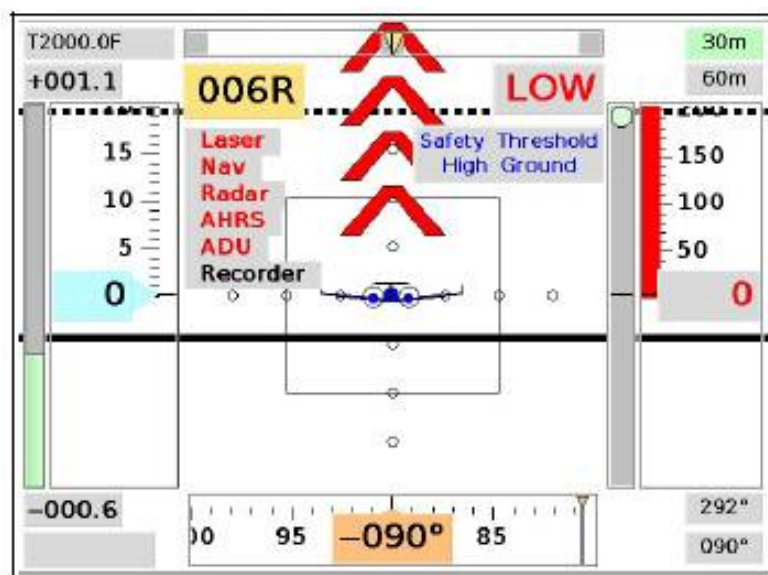 T2000.0F
30m
+001.1
006R
LOW
60m
Laser
Safety Threshold
Nav
High Ground
Radar
AHRS
ADU
Recorder
15
10
5
0
150
100
50
0
−000.6
95
−090°
85
292°
090°